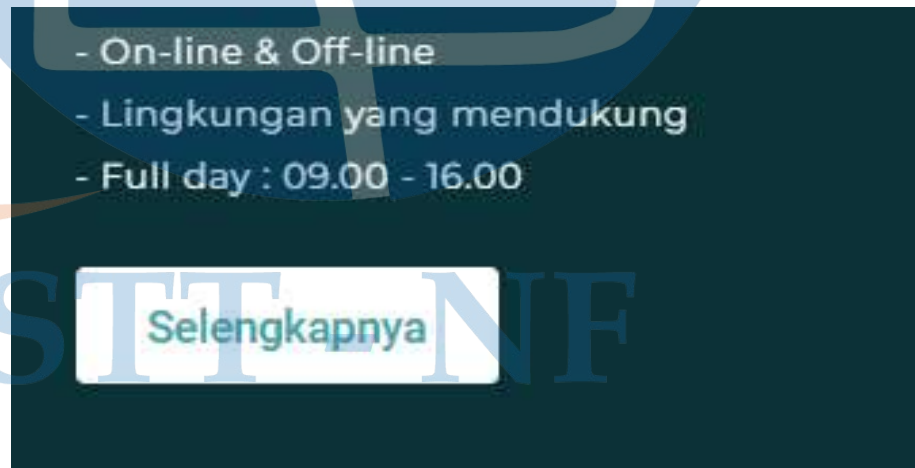 - On-line & Off-line
- Lingkungan yang mendukung
- Full day : 09.00 - 16.00
Selengkapnya
STT - NF